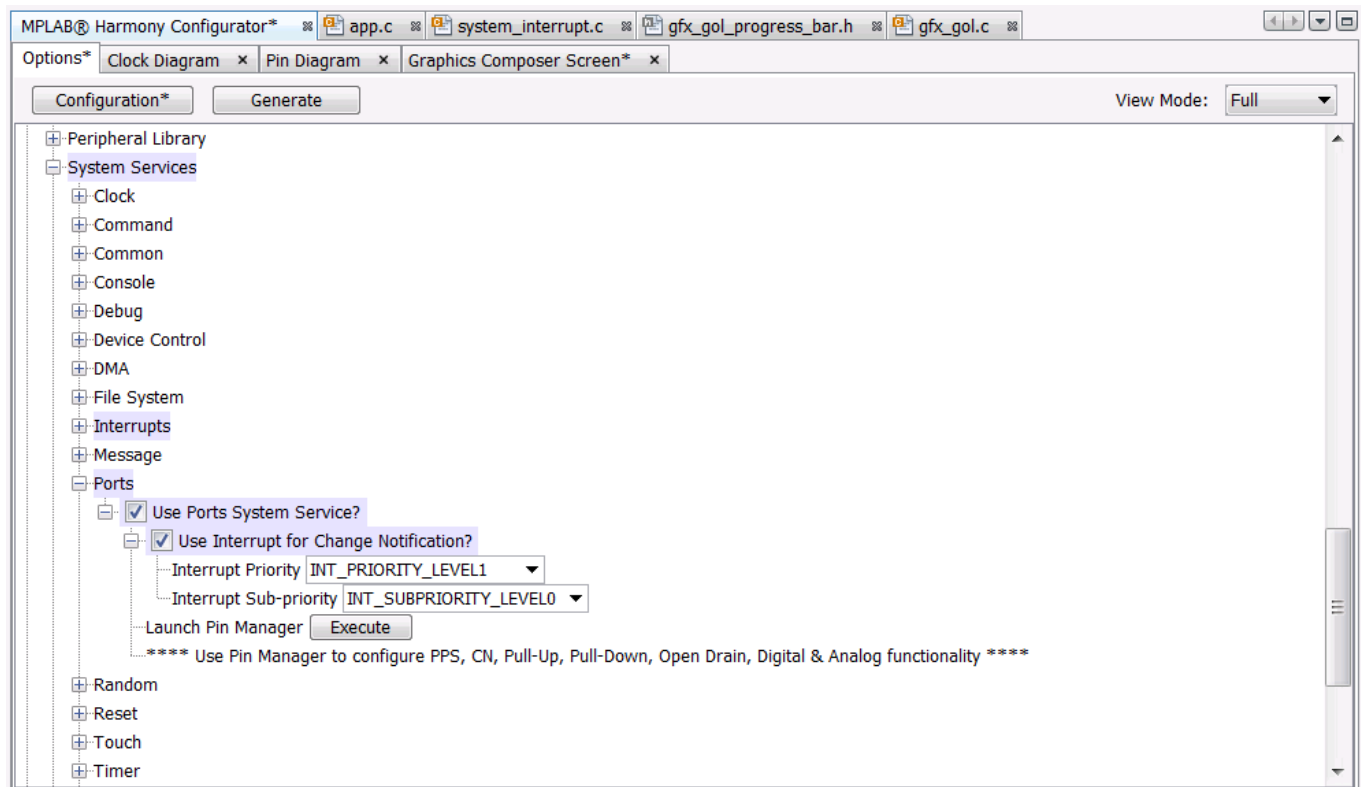 MPLAB® Harmony Configurator* app.c system_interrupt.c gfx_gol_progress_bar.h gfx_gol.c
Options* Clock Diagram × Pin Diagram × Graphics Composer Screen* ×
Configuration* Generate View Mode: Full
Peripheral Library
System Services
Clock
Command
Common
Console
Debug
Device Control
DMA
File System
Interrupts
Message
Ports
Use Ports System Service?
Use Interrupt for Change Notification?
Interrupt Priority INT_PRIORITY_LEVEL1
Interrupt Sub-priority INT_SUBPRIORITY_LEVEL0
Launch Pin Manager Execute
**** Use Pin Manager to configure PPS, CN, Pull-Up, Pull-Down, Open Drain, Digital & Analog functionality ****
Random
Reset
Touch
Timer